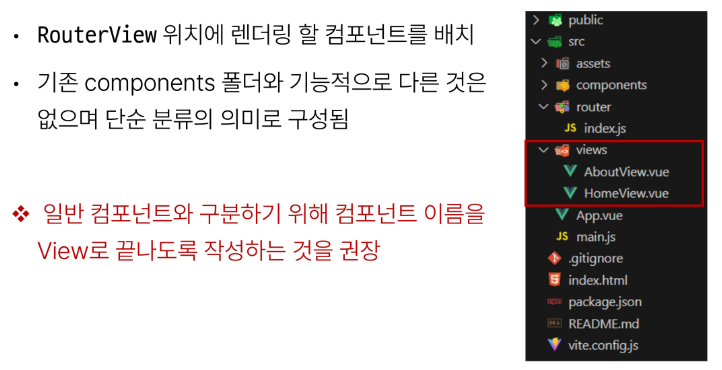 • RouterView 위치에 렌더링 할 컴포넌트를 배치
• 기존 components 폴더와 기능적으로 다른 것은
없으며 단순 분류의 의미로 구성됨
❖ 일반 컴포넌트와 구분하기 위해 컴포넌트 이름을
View로 끝나도록 작성하는 것을 권장
public
src
assets
components
router
JS index.js
views
AboutView.vue
HomeView.vue
App.vue
JS main.js
.gitignore
index.html
package.json
README.md
vite.config.js